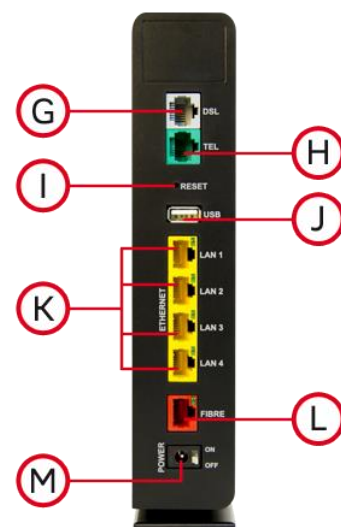 G
DSL
TEL
H
I
RESET
J
USB
K
ETHERNET
LAN 1
LAN 2
LAN 3
LAN 4
FIBRE
L
POWER
ON
OFF
M